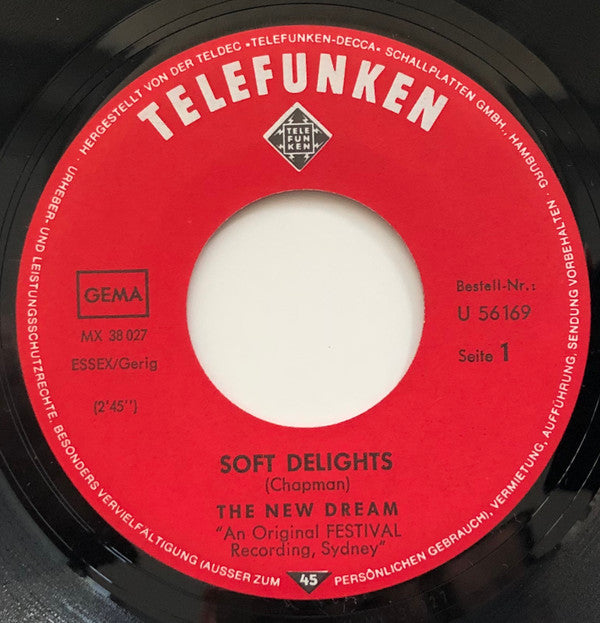 · HERGESTELLT VON DER TELDEC »TELEFUNKEN-DECCA« SCHALLPLATTEN GMBH., HAMBURG ·
TELEFUNKEN
TELE
FUN
KEN
GEMA
MX 38 027
ESSEX/Gerig
(2'45'')
Bestell-Nr.:
U 56169
Seite 1
SOFT DELIGHTS
(Chapman)
THE NEW DREAM
"An Original FESTIVAL
Recording, Sydney"
45
URHEBER- UND LEISTUNGSSCHUTZRECHTE. BESONDERS VERVIELFÄLTIGUNG (AUSSER ZUM PERSÖNLICHEN GEBRAUCH), VERMIETUNG, AUFFÜHRUNG, SENDUNG VORBEHALTEN ·